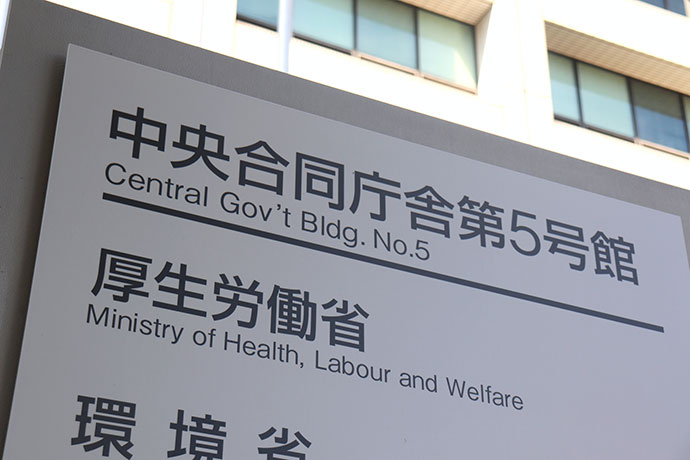 中央合同庁舎第5号館
Central Gov't Bldg. No.5
厚生労働省
Ministry of Health, Labour and Welfare
環境省